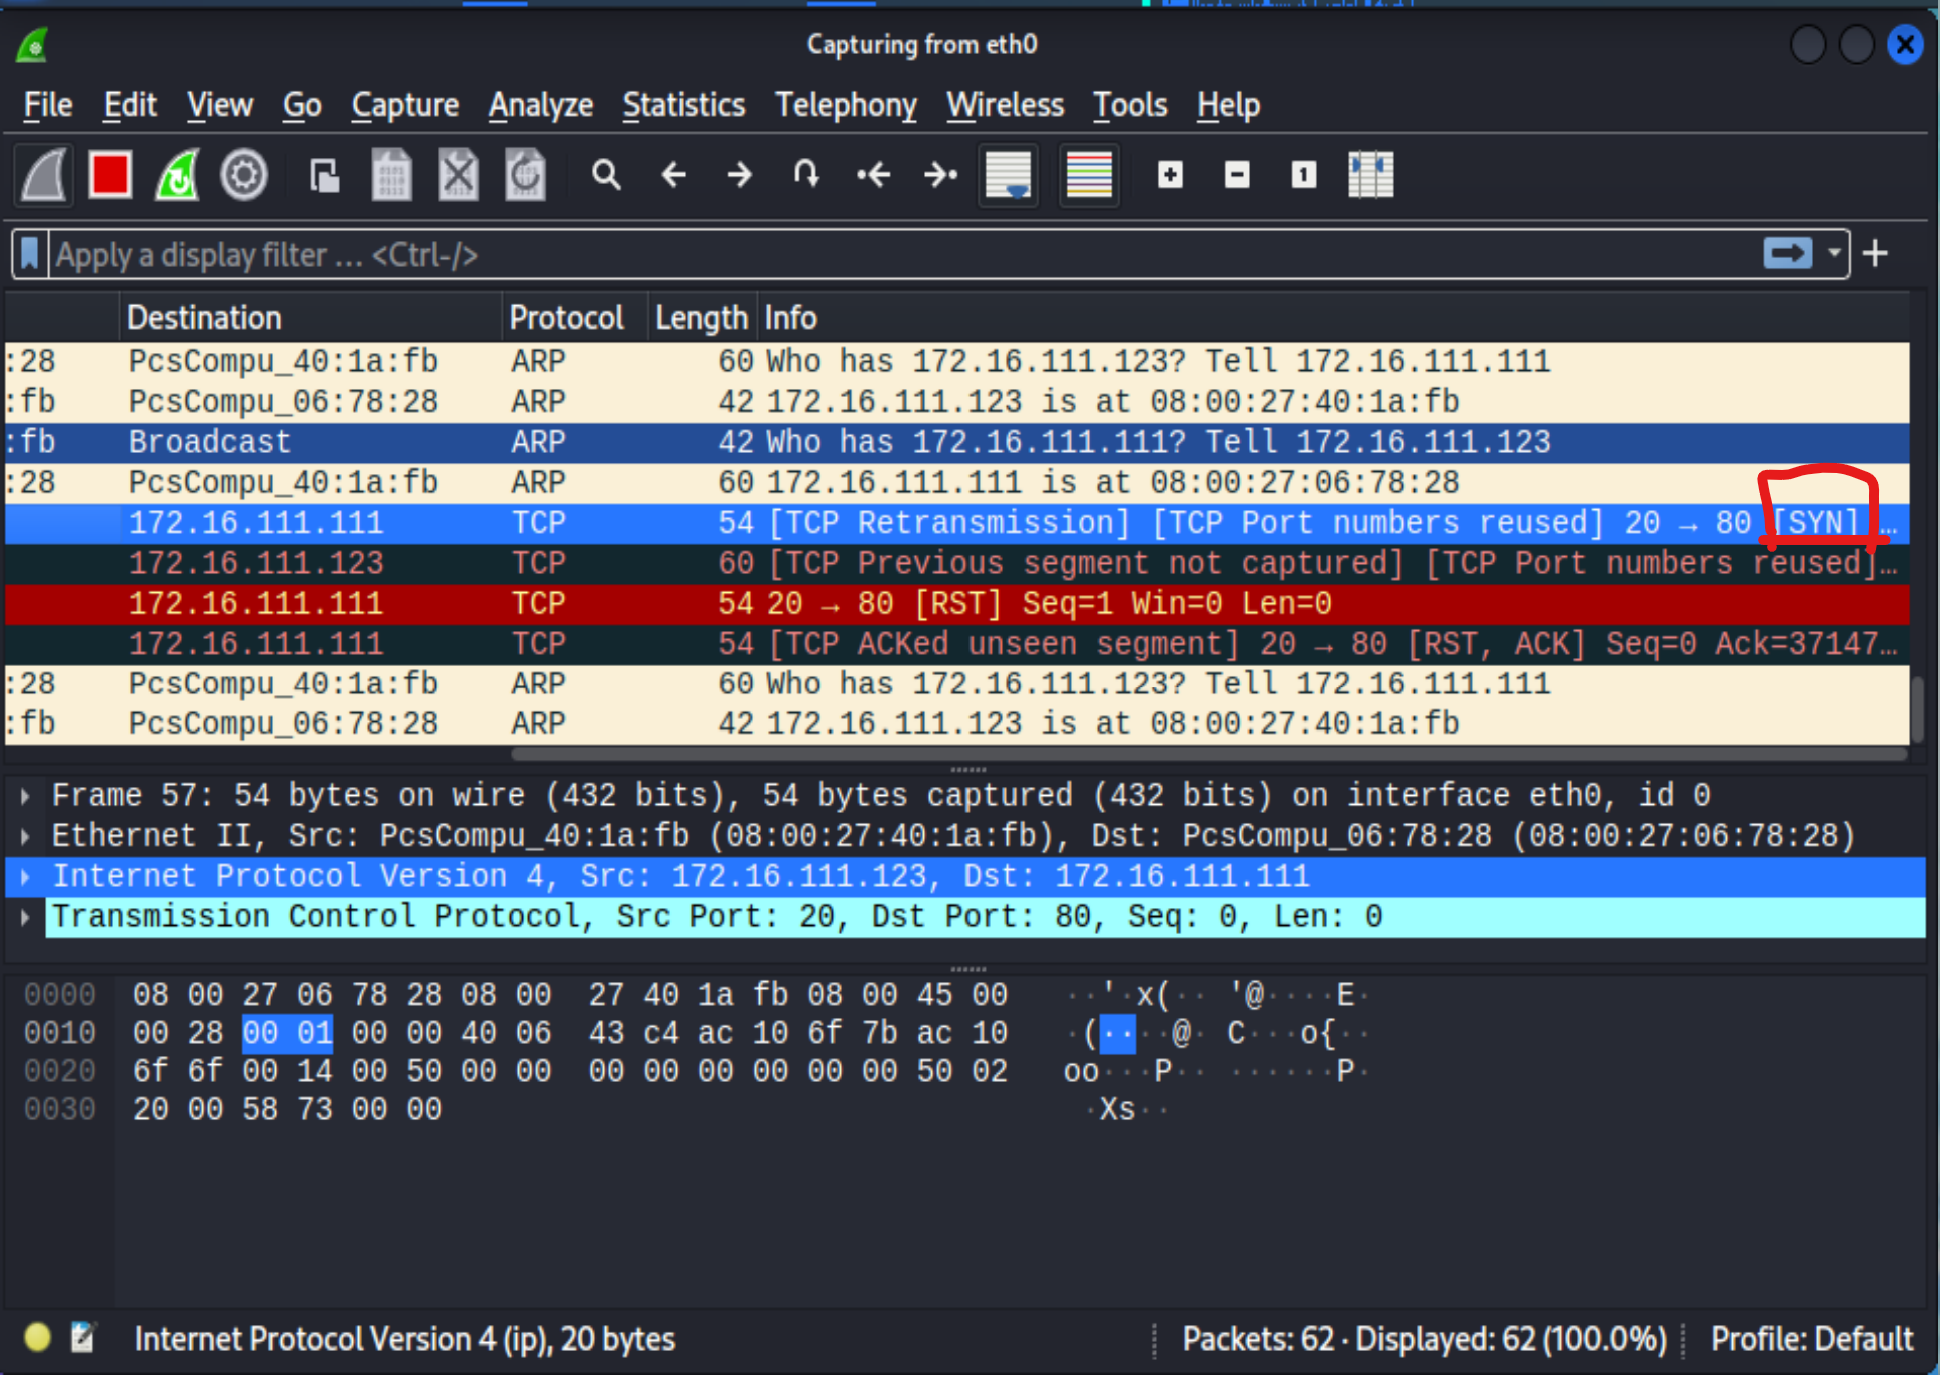 Capturing from eth0
File Edit View Go Capture Analyze Statistics Telephony Wireless Tools Help
Apply a display filter … <Ctrl-/>
Destination Protocol Length Info
:28 PcsCompu_40:1a:fb ARP 60 Who has 172.16.111.123? Tell 172.16.111.111
:fb PcsCompu_06:78:28 ARP 42 172.16.111.123 is at 08:00:27:40:1a:fb
:fb Broadcast ARP 42 Who has 172.16.111.111? Tell 172.16.111.123
:28 PcsCompu_40:1a:fb ARP 60 172.16.111.111 is at 08:00:27:06:78:28
172.16.111.111 TCP 54 [TCP Retransmission] [TCP Port numbers reused] 20 → 80 [SYN] …
172.16.111.123 TCP 60 [TCP Previous segment not captured] [TCP Port numbers reused]…
172.16.111.111 TCP 54 20 → 80 [RST] Seq=1 Win=0 Len=0
172.16.111.111 TCP 54 [TCP ACKed unseen segment] 20 → 80 [RST, ACK] Seq=0 Ack=37147…
:28 PcsCompu_40:1a:fb ARP 60 Who has 172.16.111.123? Tell 172.16.111.111
:fb PcsCompu_06:78:28 ARP 42 172.16.111.123 is at 08:00:27:40:1a:fb
Frame 57: 54 bytes on wire (432 bits), 54 bytes captured (432 bits) on interface eth0, id 0
Ethernet II, Src: PcsCompu_40:1a:fb (08:00:27:40:1a:fb), Dst: PcsCompu_06:78:28 (08:00:27:06:78:28)
Internet Protocol Version 4, Src: 172.16.111.123, Dst: 172.16.111.111
Transmission Control Protocol, Src Port: 20, Dst Port: 80, Seq: 0, Len: 0
0000 08 00 27 06 78 28 08 00 27 40 1a fb 08 00 45 00 ··'·x(·· '@····E·
0010 00 28 00 01 00 00 40 06 43 c4 ac 10 6f 7b ac 10 ·(····@· C···o{··
0020 6f 6f 00 14 00 50 00 00 00 00 00 00 00 00 50 02 oo···P·· ······P·
0030 20 00 58 73 00 00 ·Xs··
Internet Protocol Version 4 (ip), 20 bytes Packets: 62 · Displayed: 62 (100.0%) Profile: Default